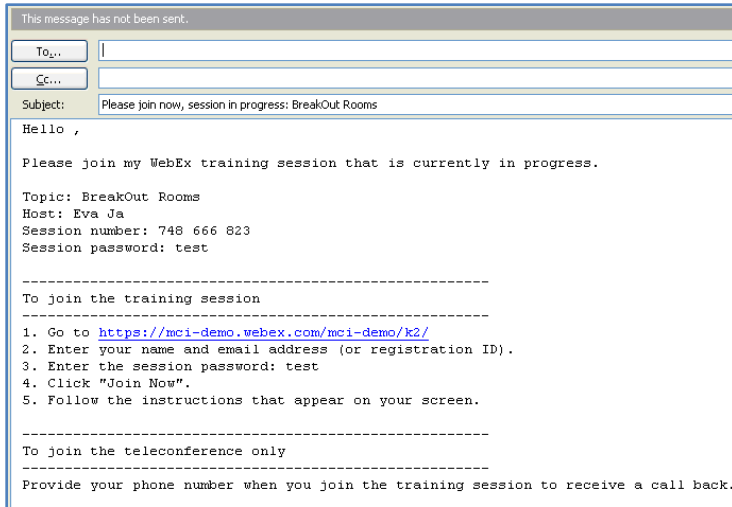 This message has not been sent.
To...
Cc...
Subject: Please join now, session in progress: BreakOut Rooms
Hello ,
Please join my WebEx training session that is currently in progress.
Topic: BreakOut Rooms
Host: Eva Ja
Session number: 748 666 823
Session password: test
-------------------------------------------------------
To join the training session
-------------------------------------------------------
1. Go to https://mci-demo.webex.com/mci-demo/k2/
2. Enter your name and email address (or registration ID).
3. Enter the session password: test
4. Click "Join Now".
5. Follow the instructions that appear on your screen.
-------------------------------------------------------
To join the teleconference only
-------------------------------------------------------
Provide your phone number when you join the training session to receive a call back.